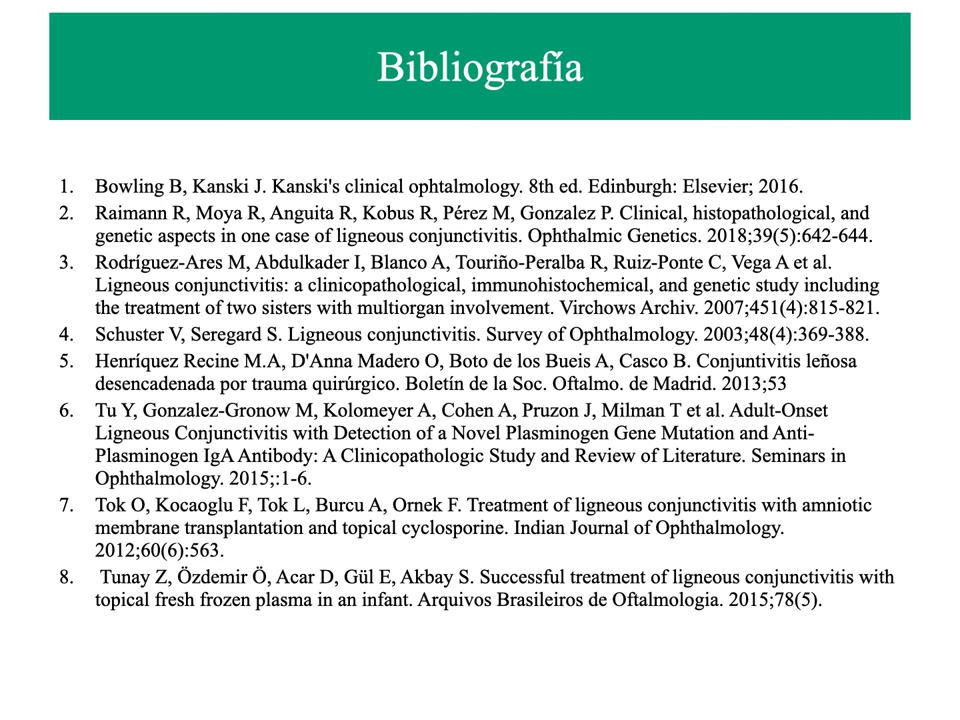 Bibliografía
1. Bowling B, Kanski J. Kanski's clinical ophtalmology. 8th ed. Edinburgh: Elsevier; 2016.
2. Raimann R, Moya R, Anguita R, Kobus R, Pérez M, Gonzalez P. Clinical, histopathological, and
genetic aspects in one case of ligneous conjunctivitis. Ophthalmic Genetics. 2018;39(5):642-644.
3. Rodríguez-Ares M, Abdulkader I, Blanco A, Touriño-Peralba R, Ruiz-Ponte C, Vega A et al.
Ligneous conjunctivitis: a clinicopathological, immunohistochemical, and genetic study including
the treatment of two sisters with multiorgan involvement. Virchows Archiv. 2007;451(4):815-821.
4. Schuster V, Seregard S. Ligneous conjunctivitis. Survey of Ophthalmology. 2003;48(4):369-388.
5. Henríquez Recine M.A, D'Anna Madero O, Boto de los Bueis A, Casco B. Conjuntivitis leñosa
desencadenada por trauma quirúrgico. Boletín de la Soc. Oftalmo. de Madrid. 2013;53
6. Tu Y, Gonzalez-Gronow M, Kolomeyer A, Cohen A, Pruzon J, Milman T et al. Adult-Onset
Ligneous Conjunctivitis with Detection of a Novel Plasminogen Gene Mutation and Anti-
Plasminogen IgA Antibody: A Clinicopathologic Study and Review of Literature. Seminars in
Ophthalmology. 2015;:1-6.
7. Tok O, Kocaoglu F, Tok L, Burcu A, Ornek F. Treatment of ligneous conjunctivitis with amniotic
membrane transplantation and topical cyclosporine. Indian Journal of Ophthalmology.
2012;60(6):563.
8. Tunay Z, Özdemir Ö, Acar D, Gül E, Akbay S. Successful treatment of ligneous conjunctivitis with
topical fresh frozen plasma in an infant. Arquivos Brasileiros de Oftalmologia. 2015;78(5).